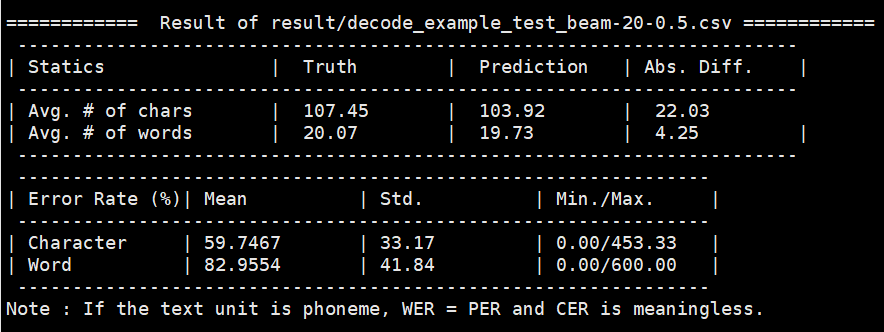 ============  Result of result/decode_example_test_beam-20-0.5.csv ============
 -----------------------------------------------------------------------
| Statics               |  Truth        |  Prediction   | Abs. Diff.    |
 -----------------------------------------------------------------------
| Avg. # of chars       |  107.45       |  103.92       |  22.03
| Avg. # of words       |  20.07        |  19.73        |  4.25         |
 -----------------------------------------------------------------------
 ---------------------------------------------------------------
| Error Rate (%)| Mean          | Std.          | Min./Max.     |
 ---------------------------------------------------------------
| Character     | 59.7467       | 33.17         | 0.00/453.33   |
| Word          | 82.9554       | 41.84         | 0.00/600.00   |
 ---------------------------------------------------------------
Note : If the text unit is phoneme, WER = PER and CER is meaningless.